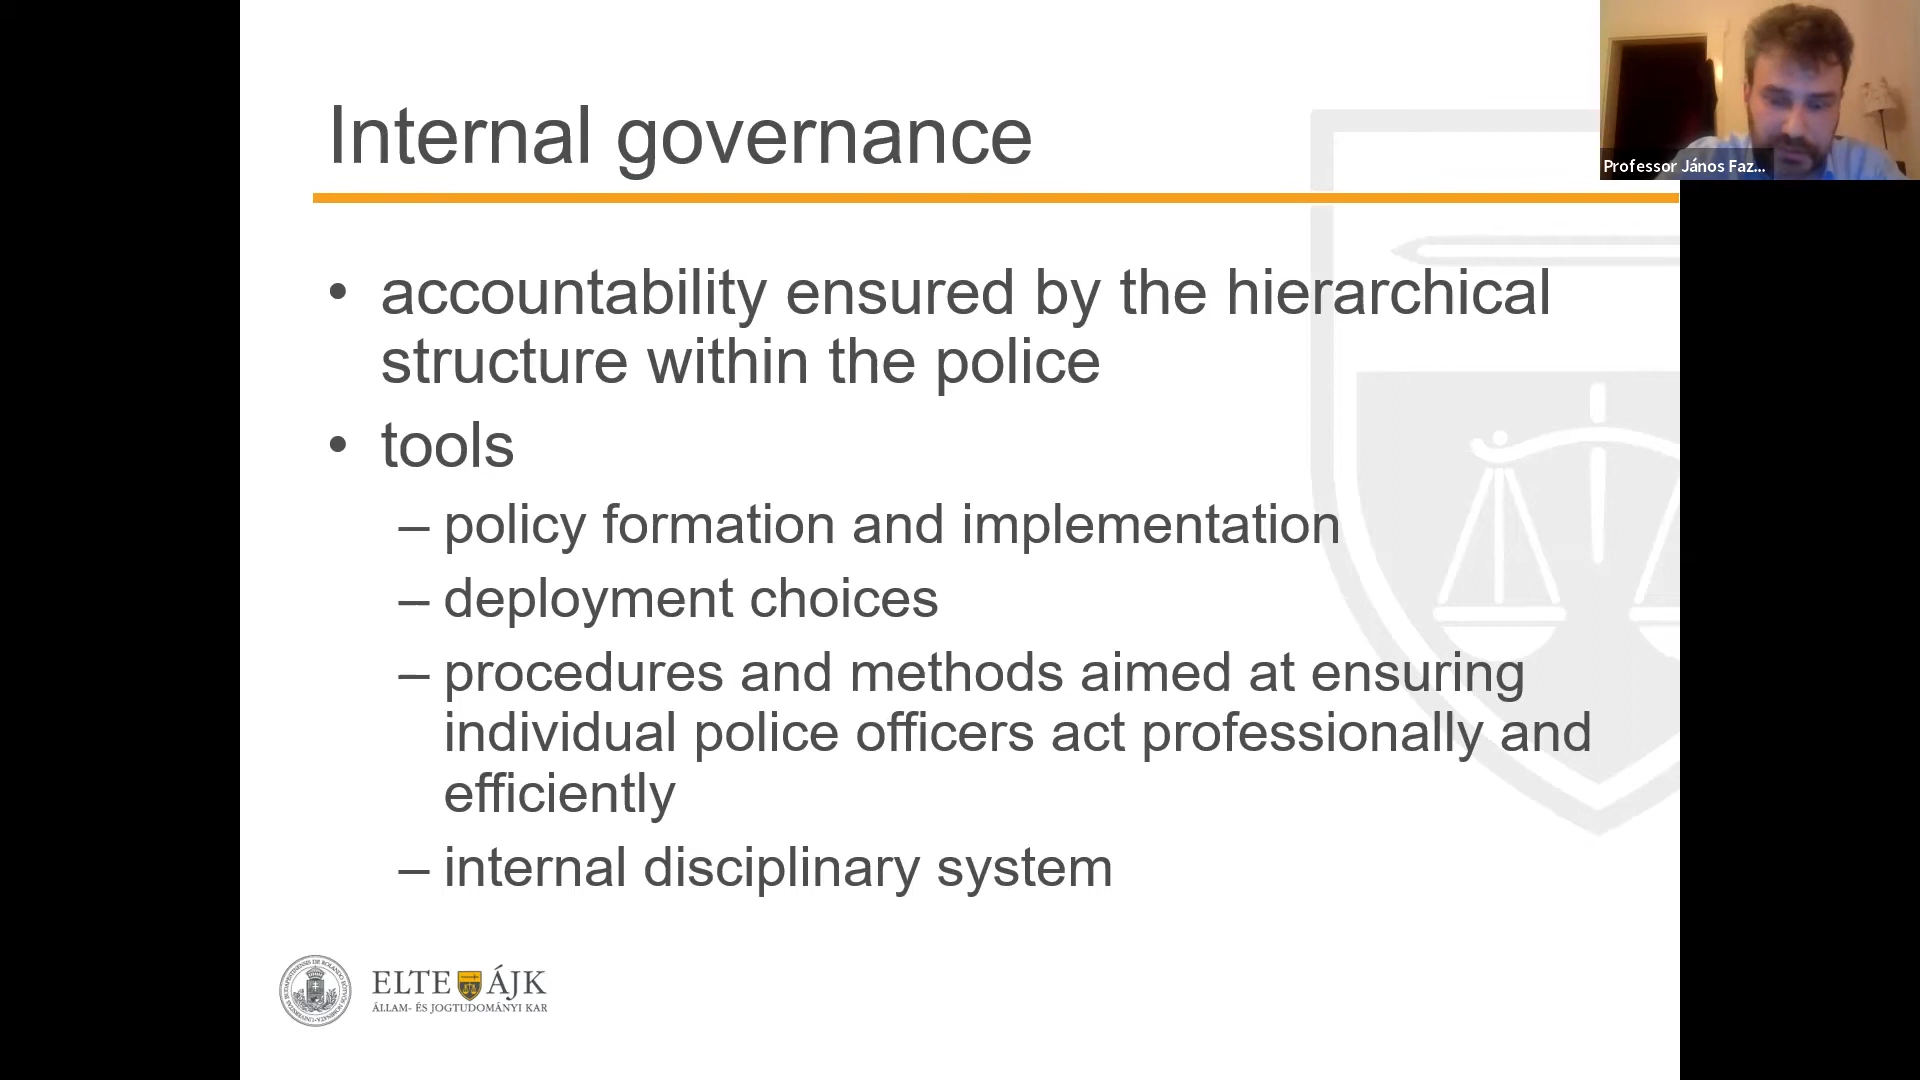 Internal governance
Professor János Faz...
• accountability ensured by the hierarchical
structure within the police
• tools
– policy formation and implementation
– deployment choices
– procedures and methods aimed at ensuring
individual police officers act professionally and
efficiently
– internal disciplinary system
ELTE ÁJK
ÁLLAM- ÉS JOGTUDOMÁNYI KAR